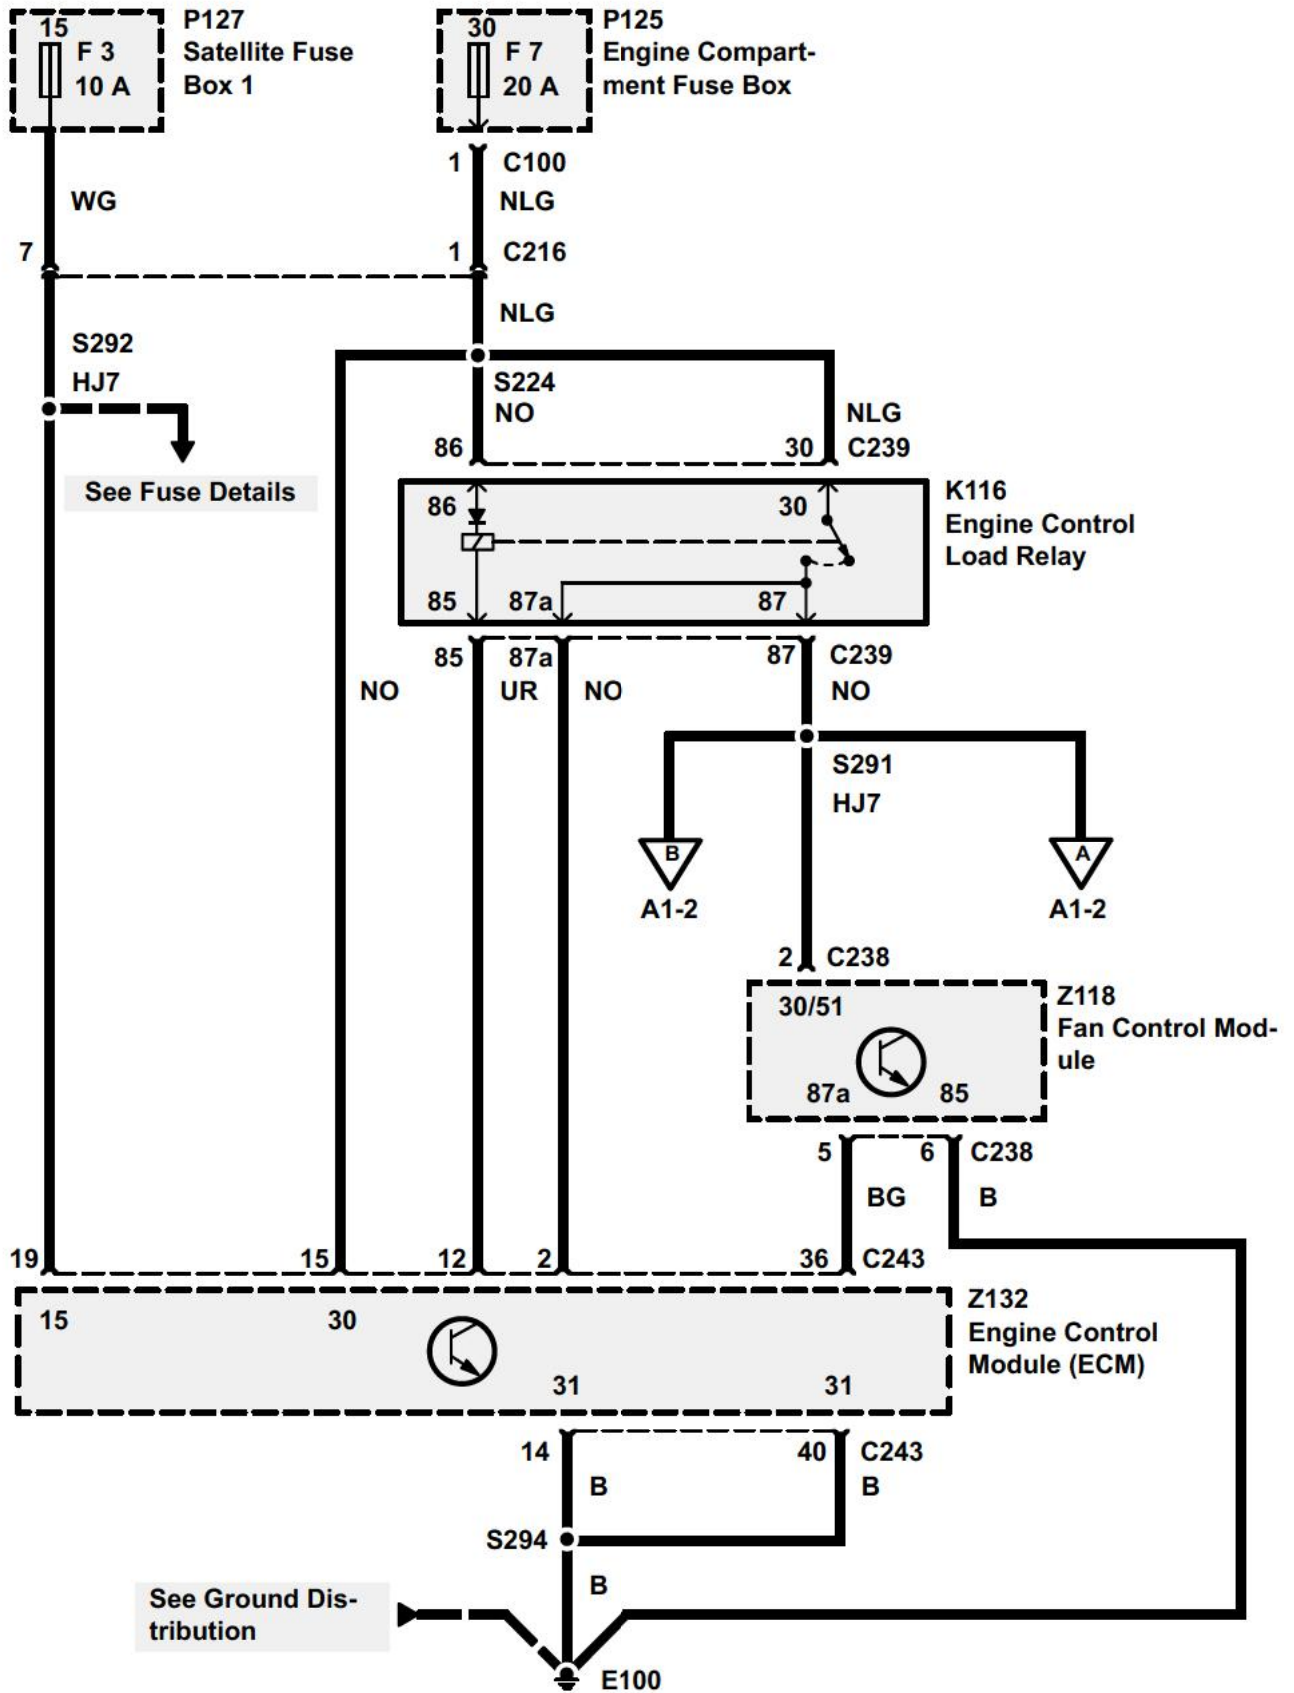 15
F 3
10 A
P127
Satellite Fuse
Box 1
30
F 7
20 A
P125
Engine Compart-
ment Fuse Box
1 C100
WG
NLG
7
1 C216
NLG
S292
HJ7
S224
NO
NLG
86
30 C239
See Fuse Details
86
30
K116
Engine Control
Load Relay
85
87a
87
85
87a
87 C239
NO
UR
NO
NO
S291
HJ7
B
A
A1-2
A1-2
2 C238
30/51
Z118
Fan Control Mod-
ule
87a
85
5
6 C238
BG
B
19
15
12
2
36 C243
15
30
Z132
Engine Control
Module (ECM)
31
31
14
40 C243
B
B
S294
B
See Ground Dis-
tribution
E100